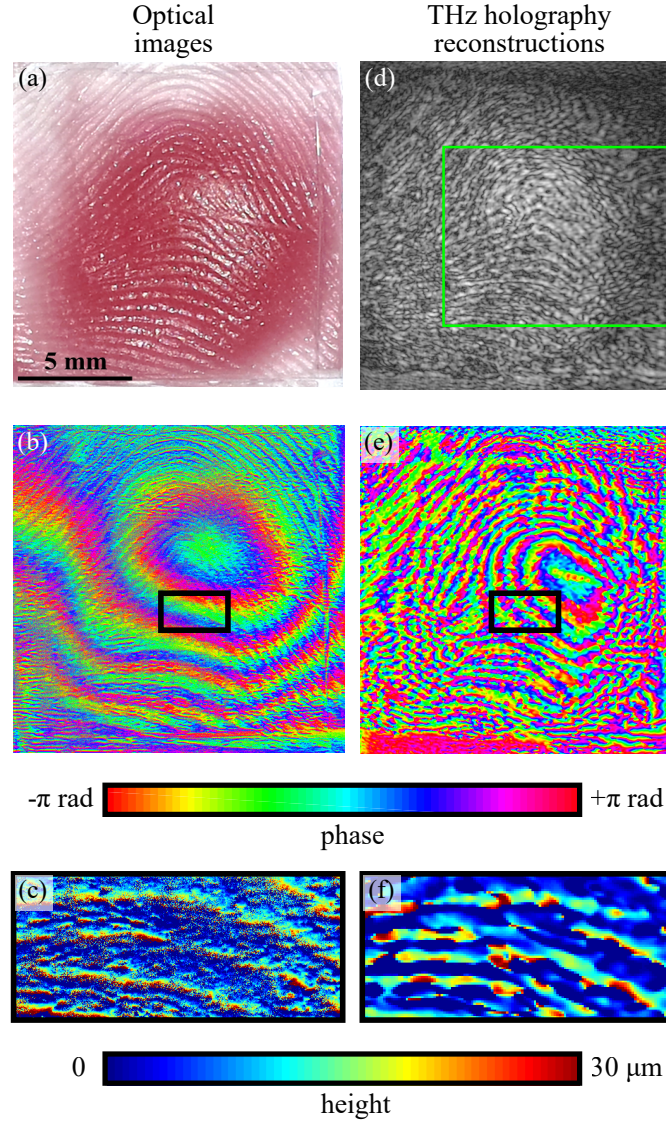 Optical
images
THz holography
reconstructions
(a)
(d)
5 mm
(b)
(e)
-π rad
+π rad
phase
(c)
(f)
0
30 μm
height